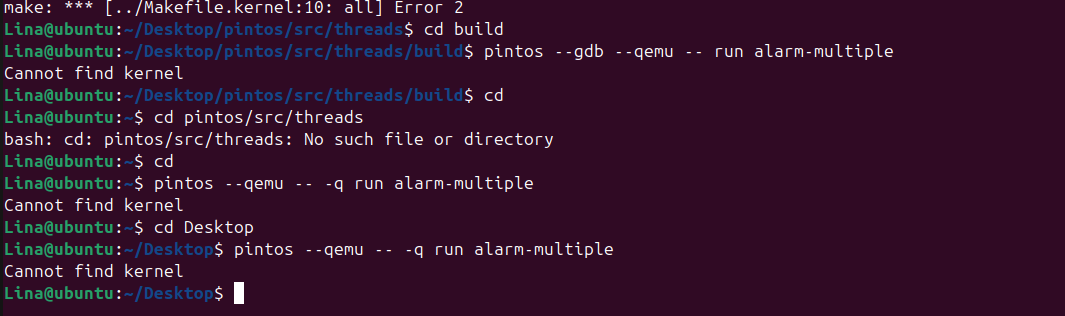 make: *** [../Makefile.kernel:10: all] Error 2
Lina@ubuntu:~/Desktop/pintos/src/threads$ cd build
Lina@ubuntu:~/Desktop/pintos/src/threads/build$ pintos --gdb --qemu -- run alarm-multiple
Cannot find kernel
Lina@ubuntu:~/Desktop/pintos/src/threads/build$ cd
Lina@ubuntu:~$ cd pintos/src/threads
bash: cd: pintos/src/threads: No such file or directory
Lina@ubuntu:~$ cd
Lina@ubuntu:~$ pintos --qemu -- -q run alarm-multiple
Cannot find kernel
Lina@ubuntu:~$ cd Desktop
Lina@ubuntu:~/Desktop$ pintos --qemu -- -q run alarm-multiple
Cannot find kernel
Lina@ubuntu:~/Desktop$